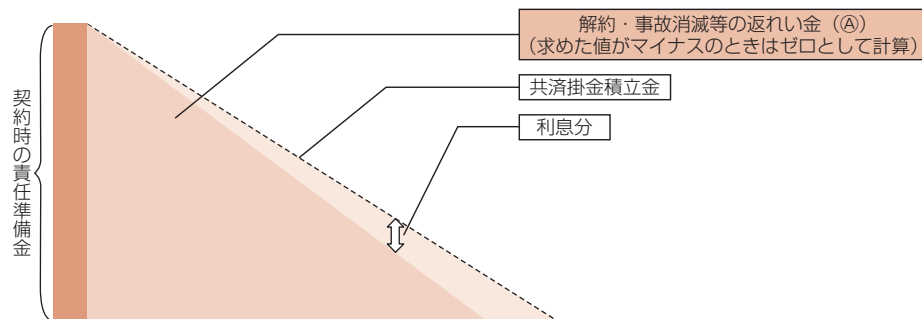 解約・事故消滅等の返れい金（Ⓐ）
（求めた値がマイナスのときはゼロとして計算）
共済掛金積立金
利息分
契約時の責任準備金